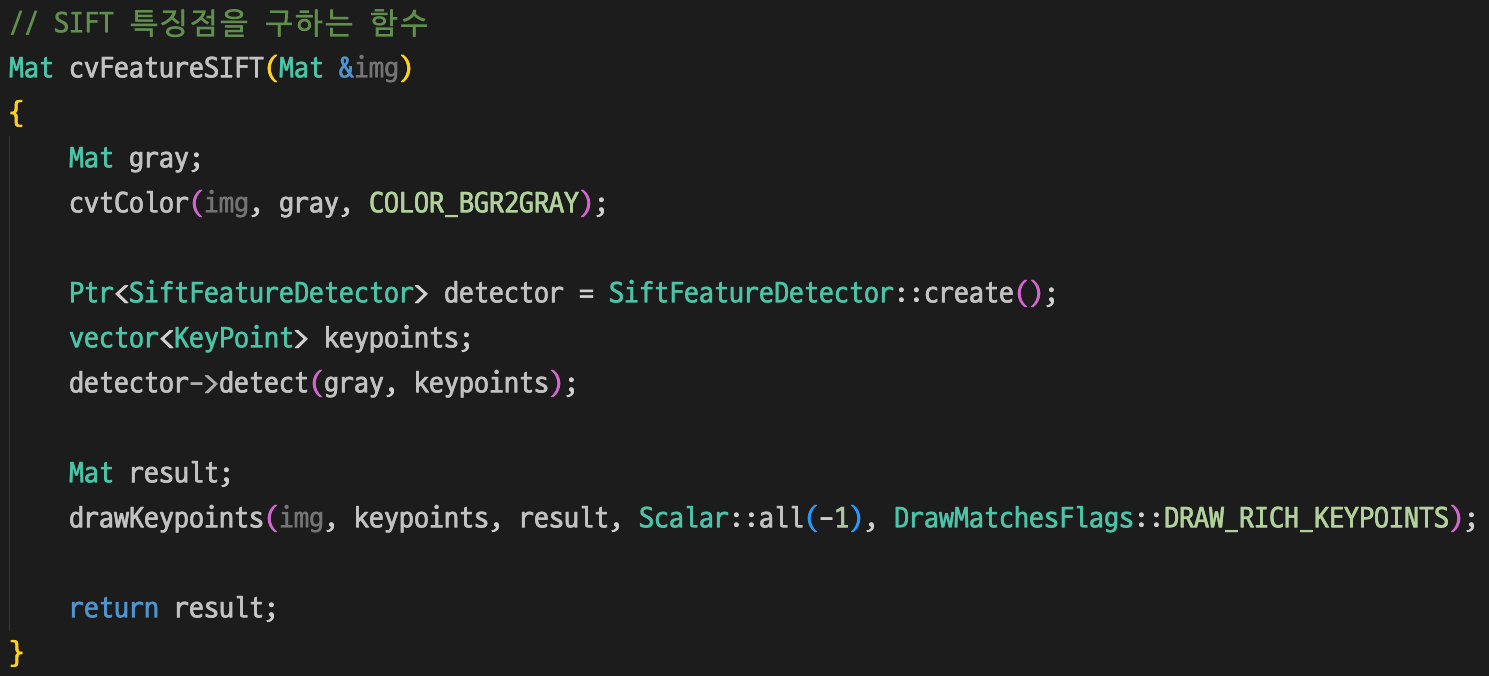 // SIFT 특징점을 구하는 함수
Mat cvFeatureSIFT(Mat &img)
{
    Mat gray;
    cvtColor(img, gray, COLOR_BGR2GRAY);
    Ptr<SiftFeatureDetector> detector = SiftFeatureDetector::create();
    vector<KeyPoint> keypoints;
    detector->detect(gray, keypoints);
    Mat result;
    drawKeypoints(img, keypoints, result, Scalar::all(-1), DrawMatchesFlags::DRAW_RICH_KEYPOINTS);
    return result;
}